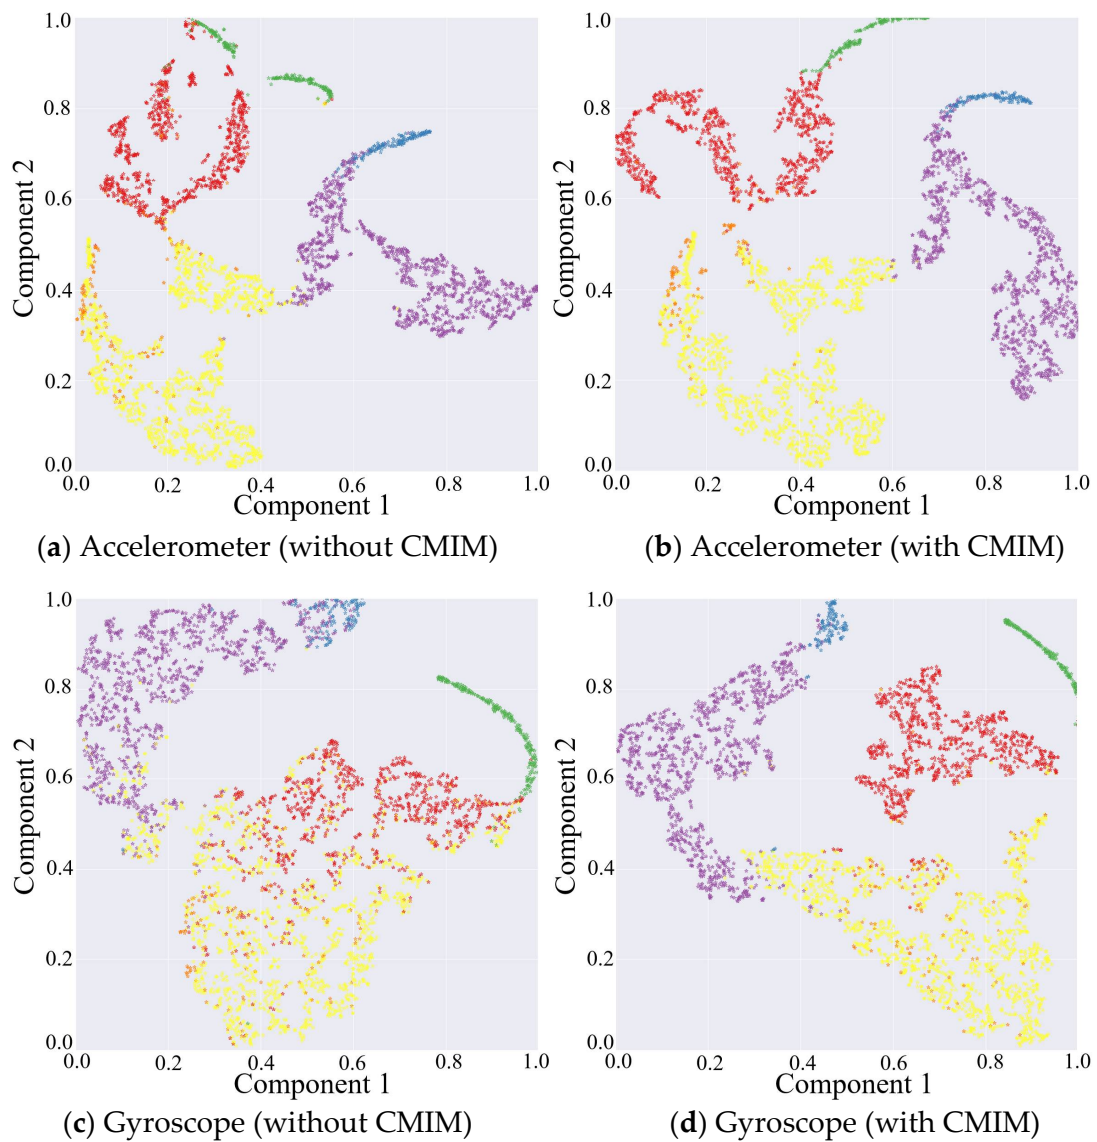 1.0
0.8
0.6
0.4
0.2
0.0
Component 2
0.0 0.2 0.4 0.6 0.8 1.0
Component 1
(a) Accelerometer (without CMIM)
1.0
0.8
0.6
0.4
0.2
0.0
Component 2
0.0 0.2 0.4 0.6 0.8 1.0
Component 1
(b) Accelerometer (with CMIM)
1.0
0.8
0.6
0.4
0.2
0.0
Component 2
0.0 0.2 0.4 0.6 0.8 1.0
Component 1
(c) Gyroscope (without CMIM)
1.0
0.8
0.6
0.4
0.2
0.0
Component 2
0.0 0.2 0.4 0.6 0.8 1.0
Component 1
(d) Gyroscope (with CMIM)